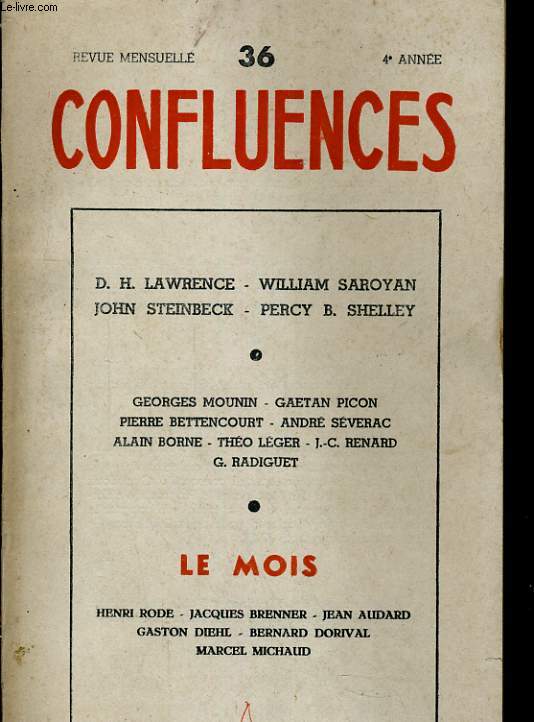 Le-livre.com
REVUE MENSUELLE 36 4e ANNÉE
CONFLUENCES
D. H. LAWRENCE - WILLIAM SAROYAN
JOHN STEINBECK - PERCY B. SHELLEY
GEORGES MOUNIN - GAETAN PICON
PIERRE BETTENCOURT - ANDRÉ SÉVERAC
ALAIN BORNE - THÉO LÉGER - J.-C. RENARD
G. RADIGUET
LE MOIS
HENRI RODE - JACQUES BRENNER - JEAN AUDARD
GASTON DIEHL - BERNARD DORIVAL
MARCEL MICHAUD